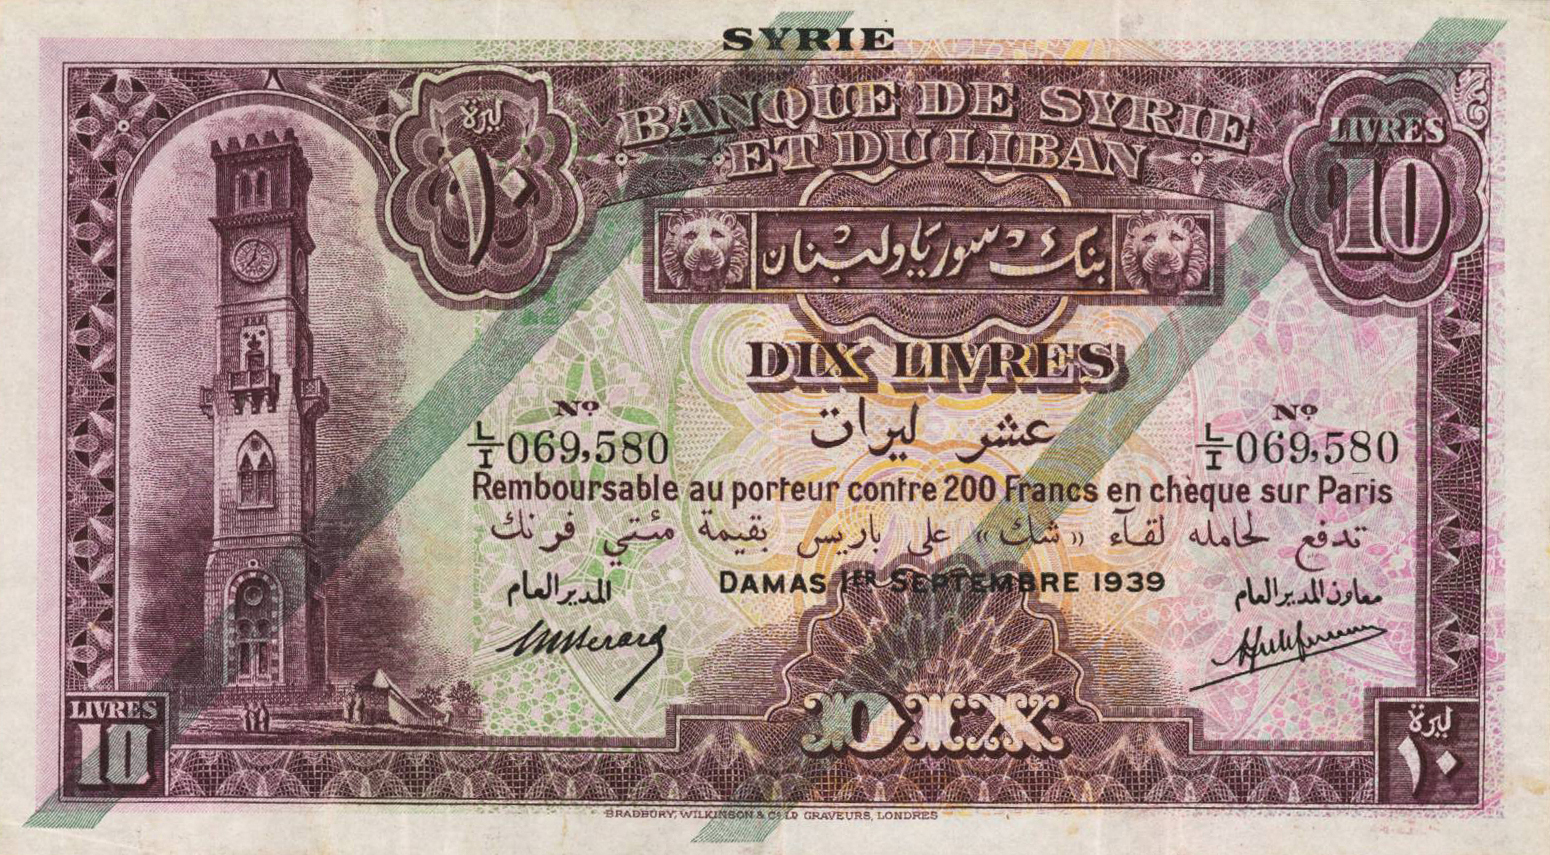 SYRIE
BANQUE DE SYRIE
ET DU LIBAN
ليرة
١٠
LIVRES
10
بنك سوريا ولبنان
DIX LIVRES
عشر ليرات
No
L/I 069,580
No
L/I 069,580
Remboursable au porteur contre 200 Francs en chèque sur Paris
تدفع لحامله لقآء «شك» على باريس بقيمة مئتي فرنك
DAMAS 1ER SEPTEMBRE 1939
المدير العام
معاون المدير العام
LIVRES
10
DIX
ليرة
١٠
BRADBURY, WILKINSON & Co LD GRAVEURS, LONDRES